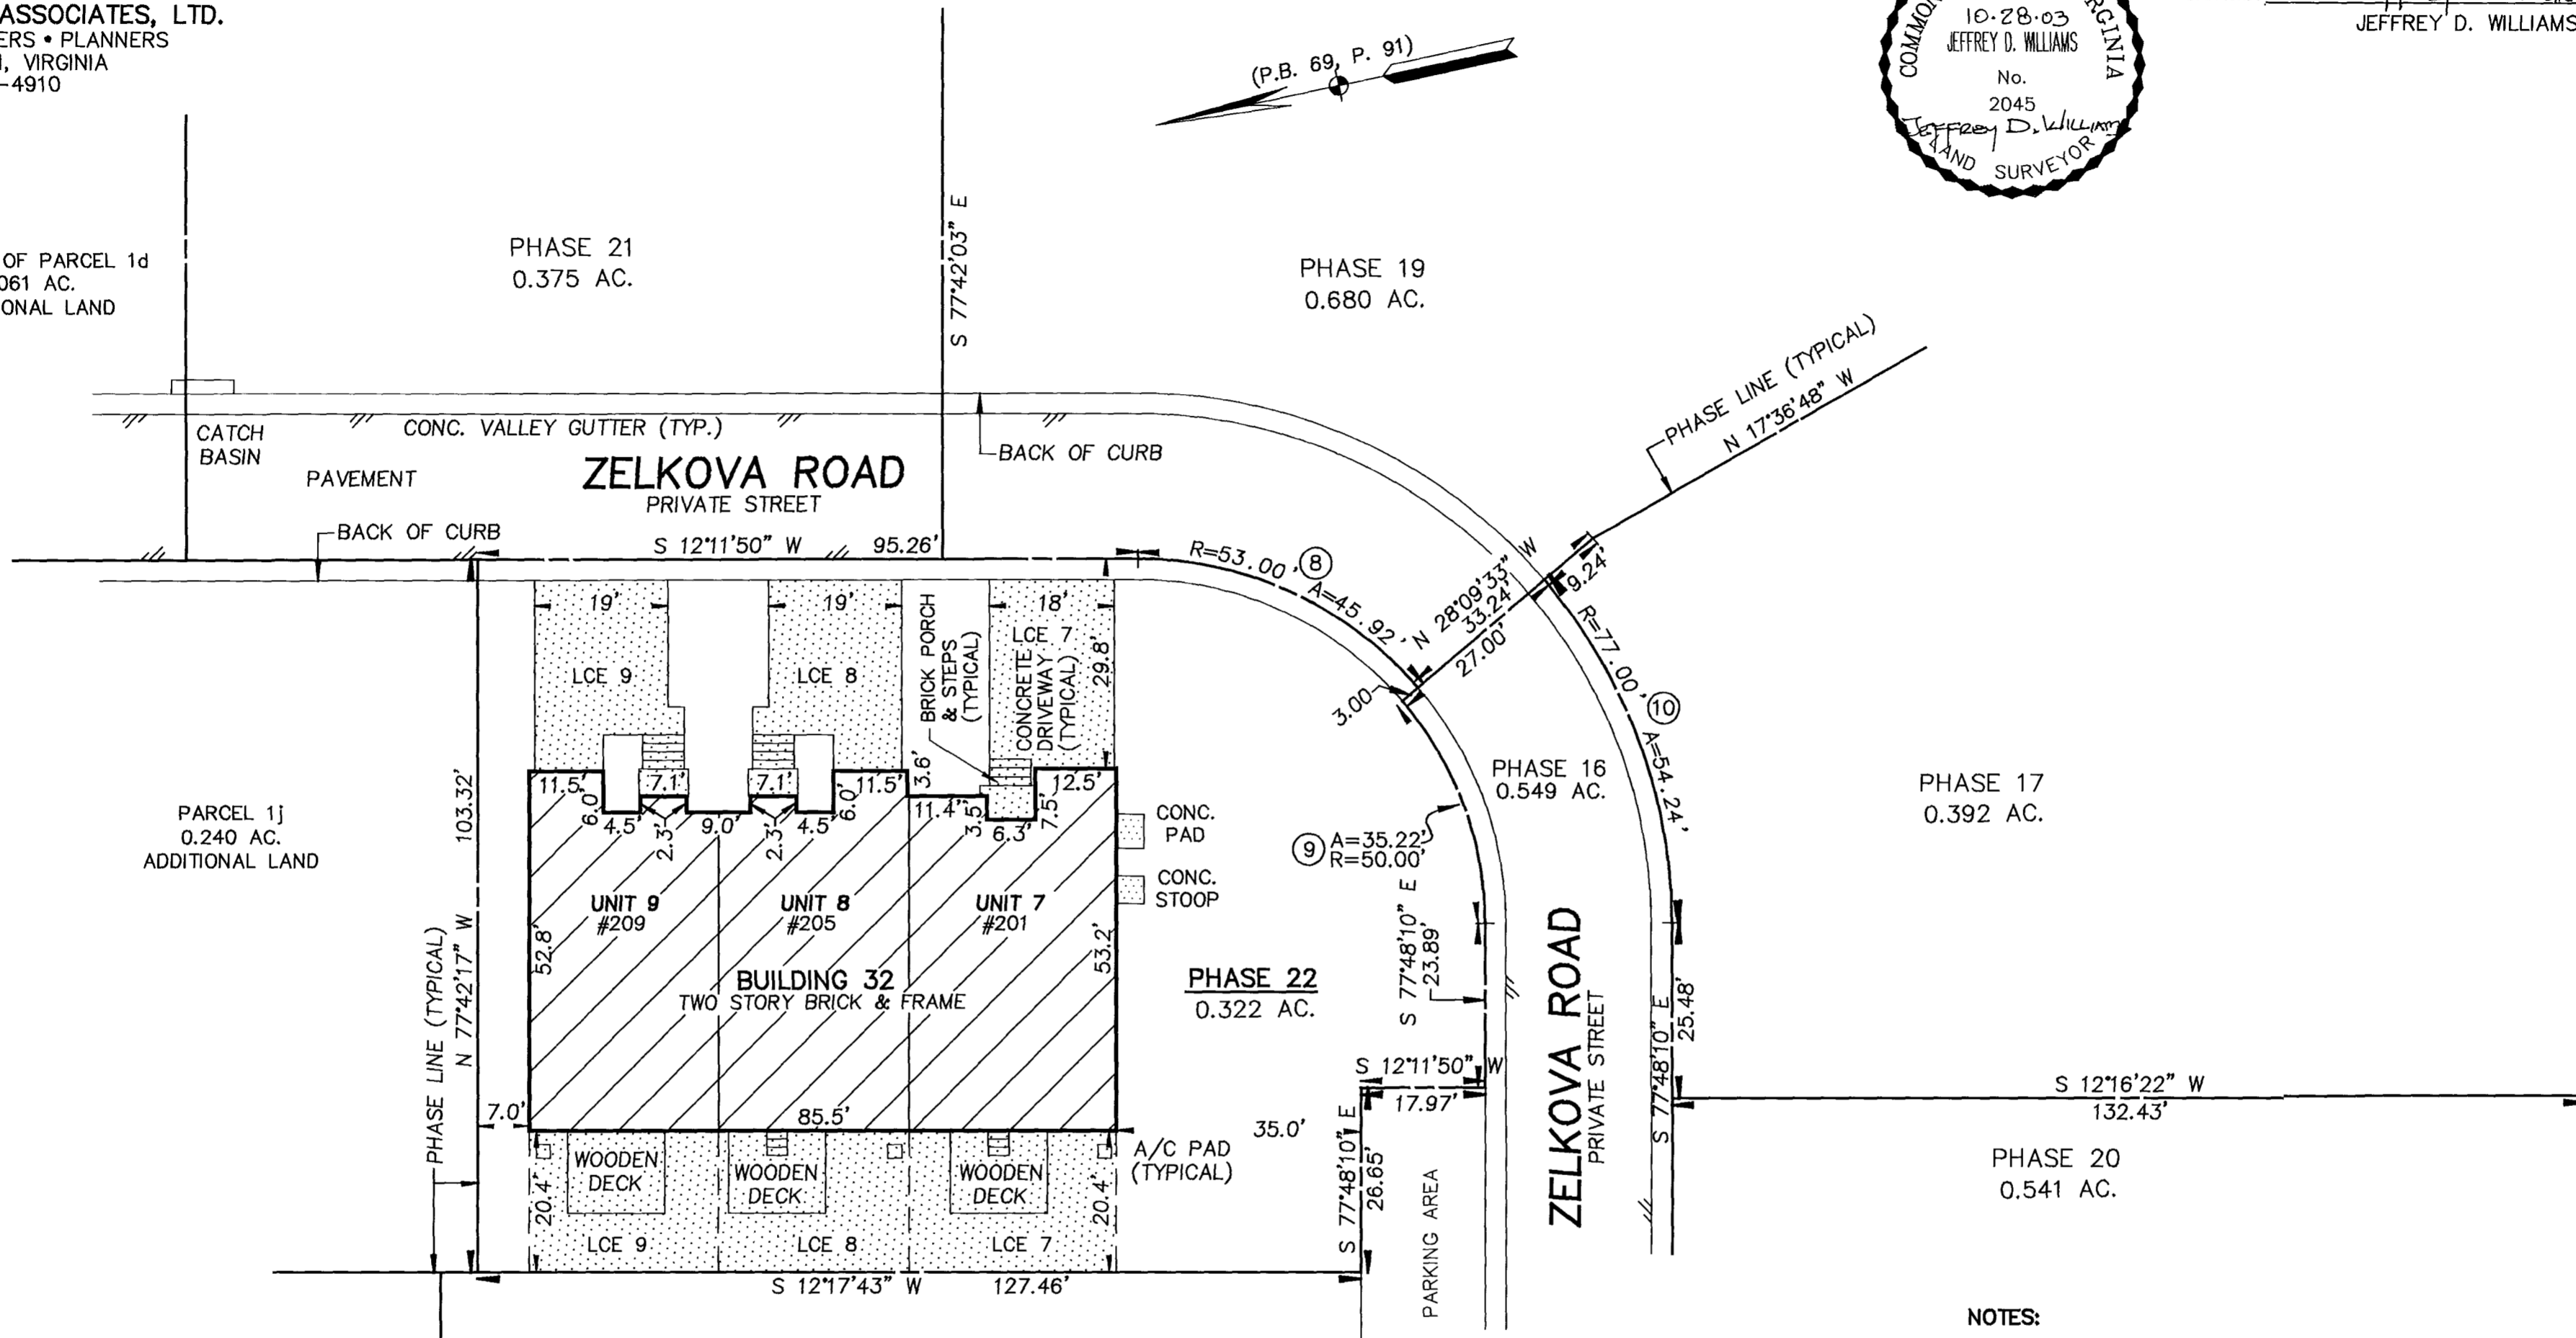 ASSOCIATES, LTD.
ERS • PLANNERS
, VIRGINIA
-4910
(P.B. 69, P. 91)
10·28·03
JEFFREY D. WILLIAMS
No.
2045
Jeffrey D. William
LAND SURVEYOR
JEFFREY D. WILLIAMS
OF PARCEL 1d
061 AC.
ONAL LAND
PHASE 21
0.375 AC.
S 77°42'03" E
PHASE 19
0.680 AC.
PHASE LINE (TYPICAL)
N 17°36'48" W
CATCH
BASIN
CONC. VALLEY GUTTER (TYP.)
BACK OF CURB
PAVEMENT
ZELKOVA ROAD
PRIVATE STREET
BACK OF CURB
S 12°11'50" W 95.26'
R=53.00' 8
A=45.92'
N 28°09'33" W
33.24'
27.00'
9.24'
3.00'
R=77.00' 10
A=54.24'
19'
19'
18'
LCE 9
LCE 8
LCE 7
BRICK PORCH
& STEPS
(TYPICAL)
CONCRETE
DRIVEWAY
(TYPICAL)
29.8'
11.5'
6.0'
4.5'
7.1'
2.3'
9.0'
7.1'
2.3'
4.5'
6.0'
11.5'
3.6'
11.4'
3.5'
6.3'
7.5'
12.5'
PARCEL 1j
0.240 AC.
ADDITIONAL LAND
103.32'
N 77°42'17" W
PHASE LINE (TYPICAL)
CONC.
PAD
CONC.
STOOP
9 A=35.22'
R=50.00'
PHASE 16
0.549 AC.
PHASE 17
0.392 AC.
UNIT 9
#209
UNIT 8
#205
UNIT 7
#201
52.8'
53.2'
BUILDING 32
TWO STORY BRICK & FRAME
PHASE 22
0.322 AC.
S 77°48'10" E
23.89'
ZELKOVA ROAD
PRIVATE STREET
S 77°48'10" E
25.48'
S 12°11'50" W
17.97'
S 12°16'22" W
132.43'
7.0'
85.5'
35.0'
A/C PAD
(TYPICAL)
WOODEN
DECK
WOODEN
DECK
WOODEN
DECK
20.4'
20.4'
LCE 9
LCE 8
LCE 7
S 77°48'10" E
26.65'
PARKING AREA
PHASE 20
0.541 AC.
S 12°17'43" W 127.46'
NOTES: